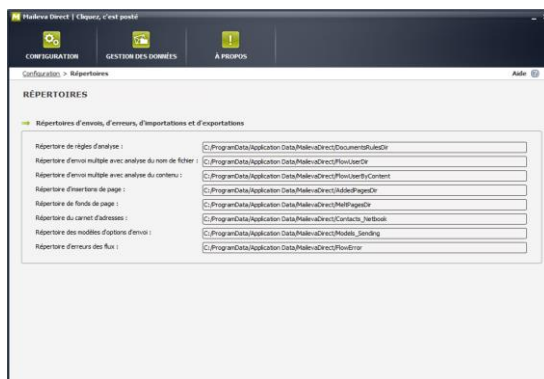 Maileva Direct | Cliquez, c'est posté
CONFIGURATION
GESTION DES DONNÉES
À PROPOS
Configuration > Répertoires
Aide
RÉPERTOIRES
Répertoires d'envois, d'erreurs, d'importations et d'exportations
Répertoire de règles d'analyse : C:/ProgramData/Application Data/MailevaDirect/DocumentsRulesDir
Répertoire d'envoi multiple avec analyse du nom de fichier : C:/ProgramData/Application Data/MailevaDirect/FlowUserDir
Répertoire d'envoi multiple avec analyse du contenu : C:/ProgramData/Application Data/MailevaDirect/FlowUserByContent
Répertoire d'insertions de page : C:/ProgramData/Application Data/MailevaDirect/AddedPagesDir
Répertoire de fonds de page : C:/ProgramData/Application Data/MailevaDirect/MeltPagesDir
Répertoire du carnet d'adresses : C:/ProgramData/Application Data/MailevaDirect/Contacts_Netbook
Répertoire des modèles d'options d'envoi : C:/ProgramData/Application Data/MailevaDirect/Models_Sending
Répertoire d'erreurs des flux : C:/ProgramData/Application Data/MailevaDirect/FlowError